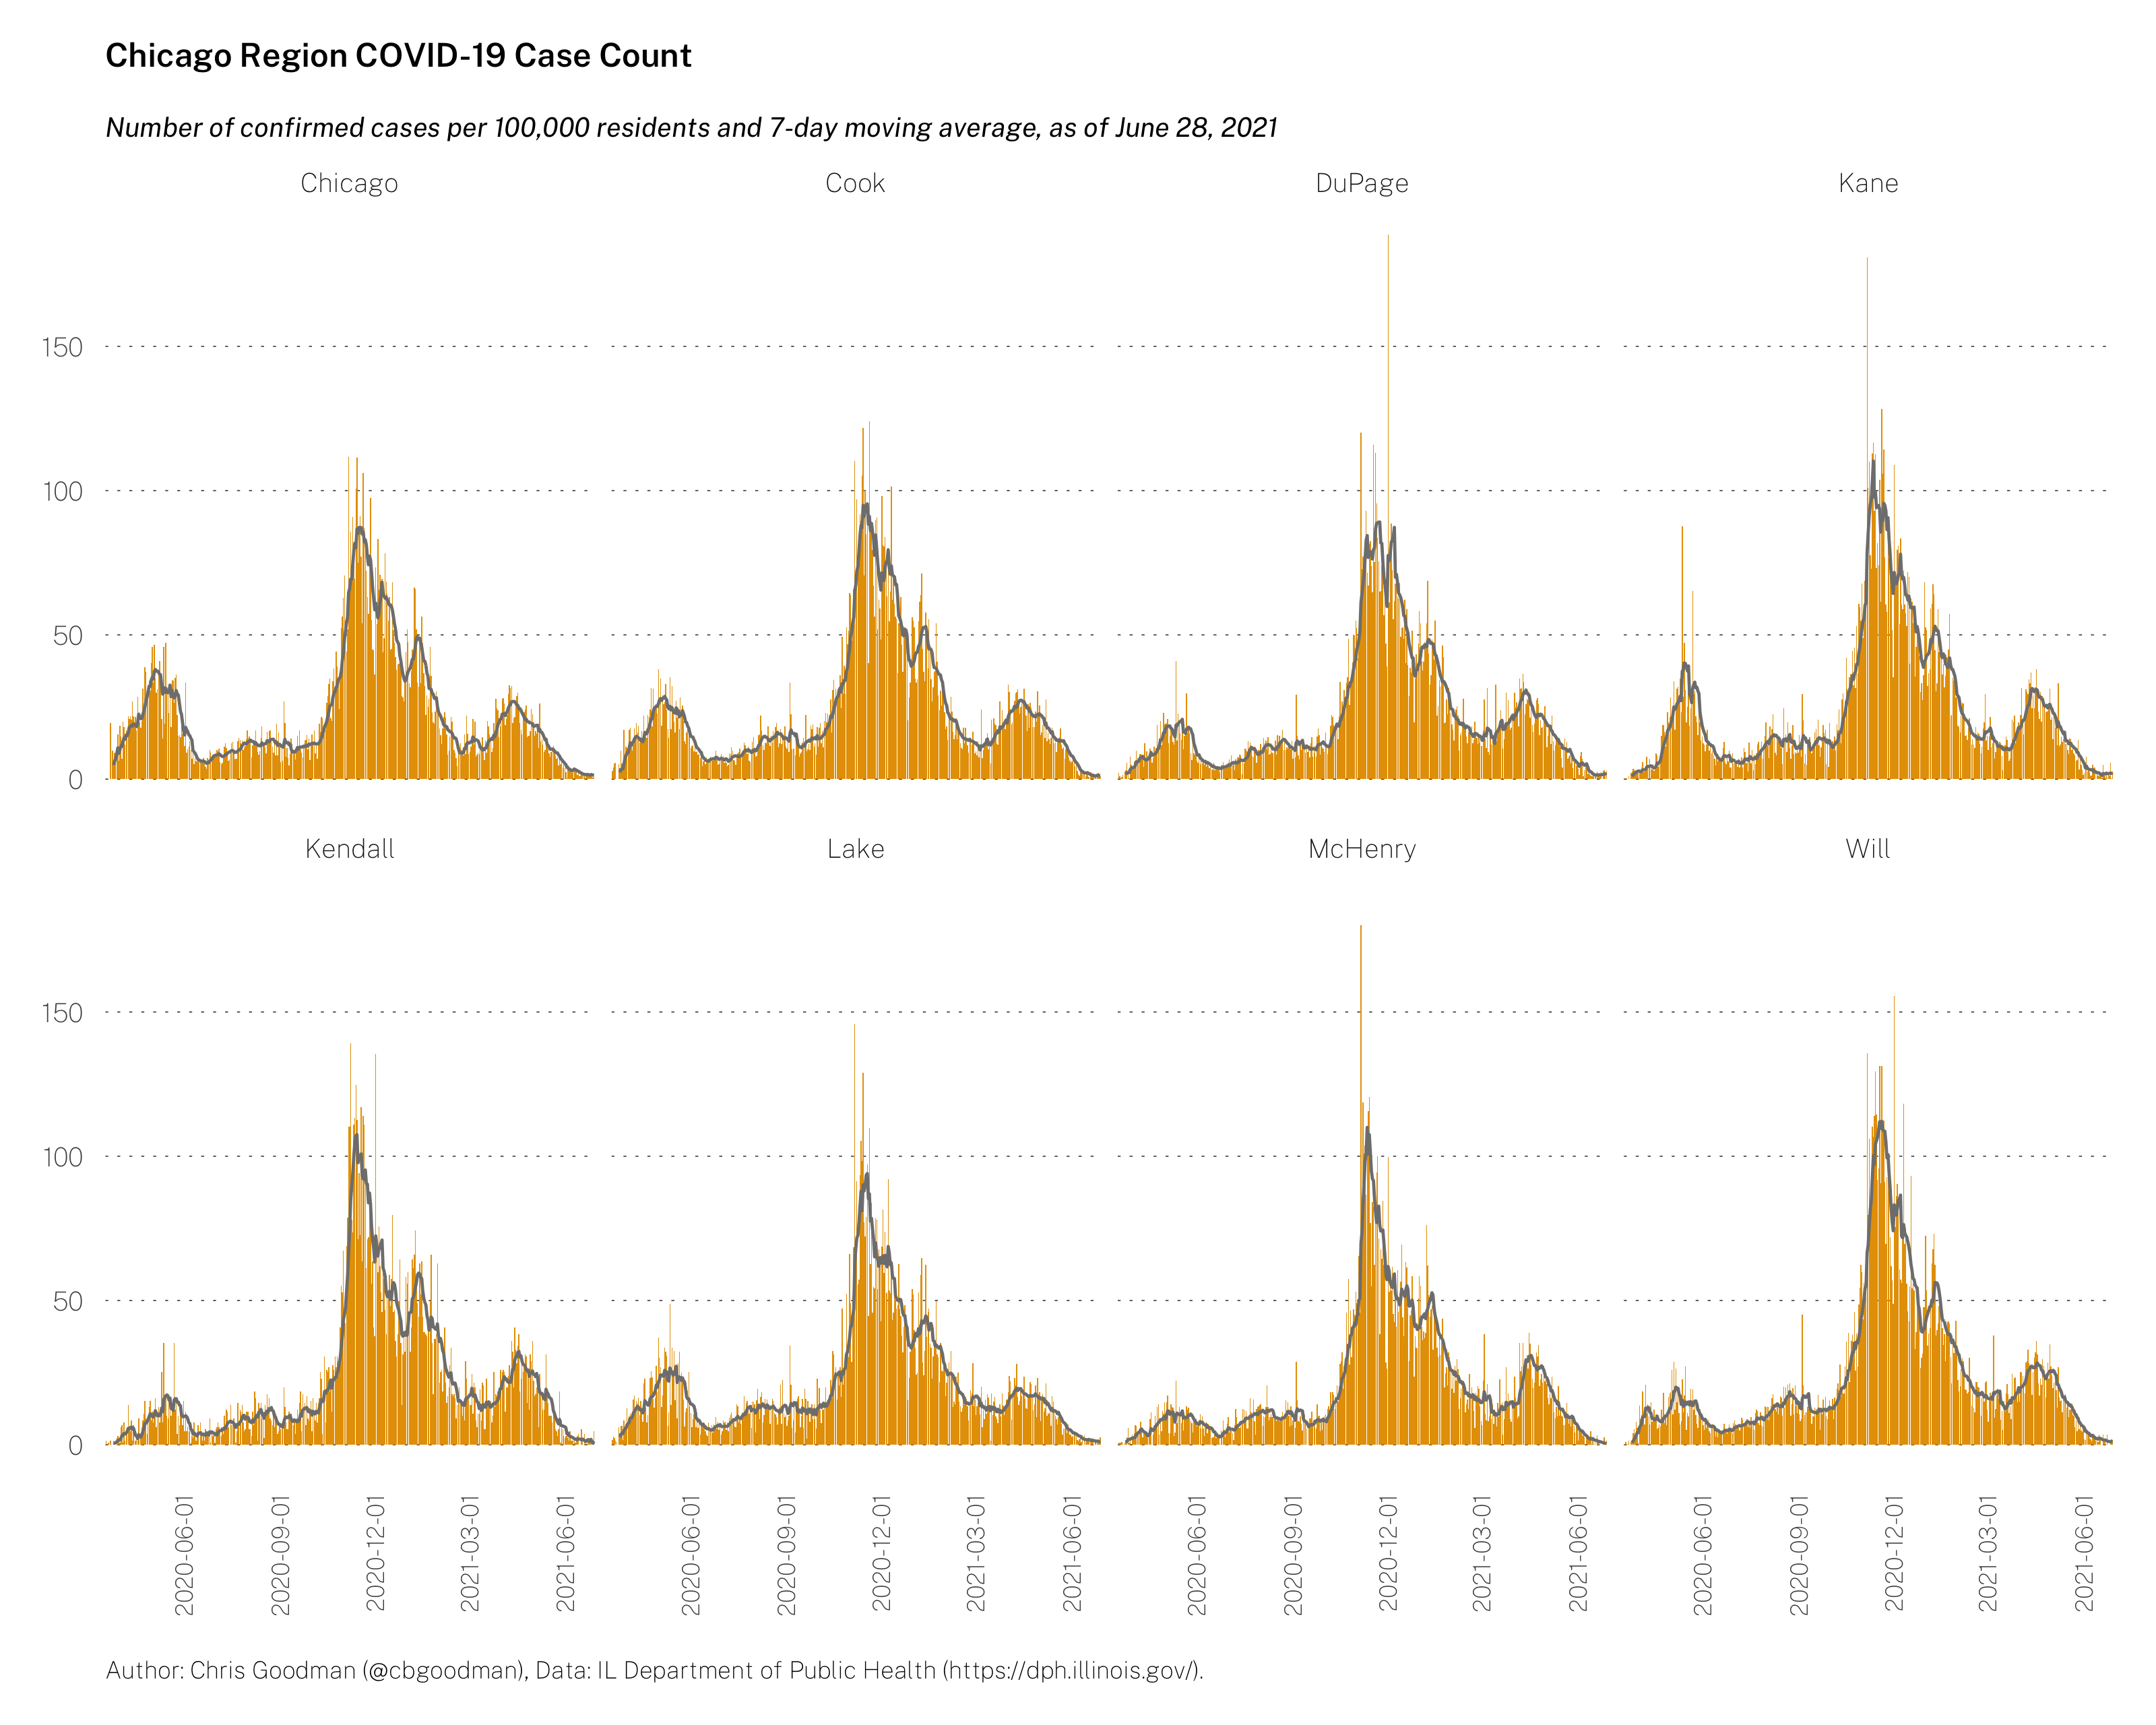 Chicago Region COVID-19 Case Count
Number of confirmed cases per 100,000 residents and 7-day moving average, as of June 28, 2021
Chicago
Cook
DuPage
Kane
150
100
50
0
Kendall
Lake
McHenry
Will
150
100
50
0
2020-06-01
2020-09-01
2020-12-01
2021-03-01
2021-06-01
2020-06-01
2020-09-01
2020-12-01
2021-03-01
2021-06-01
2020-06-01
2020-09-01
2020-12-01
2021-03-01
2021-06-01
2020-06-01
2020-09-01
2020-12-01
2021-03-01
2021-06-01
Author: Chris Goodman (@cbgoodman), Data: IL Department of Public Health (https://dph.illinois.gov/).